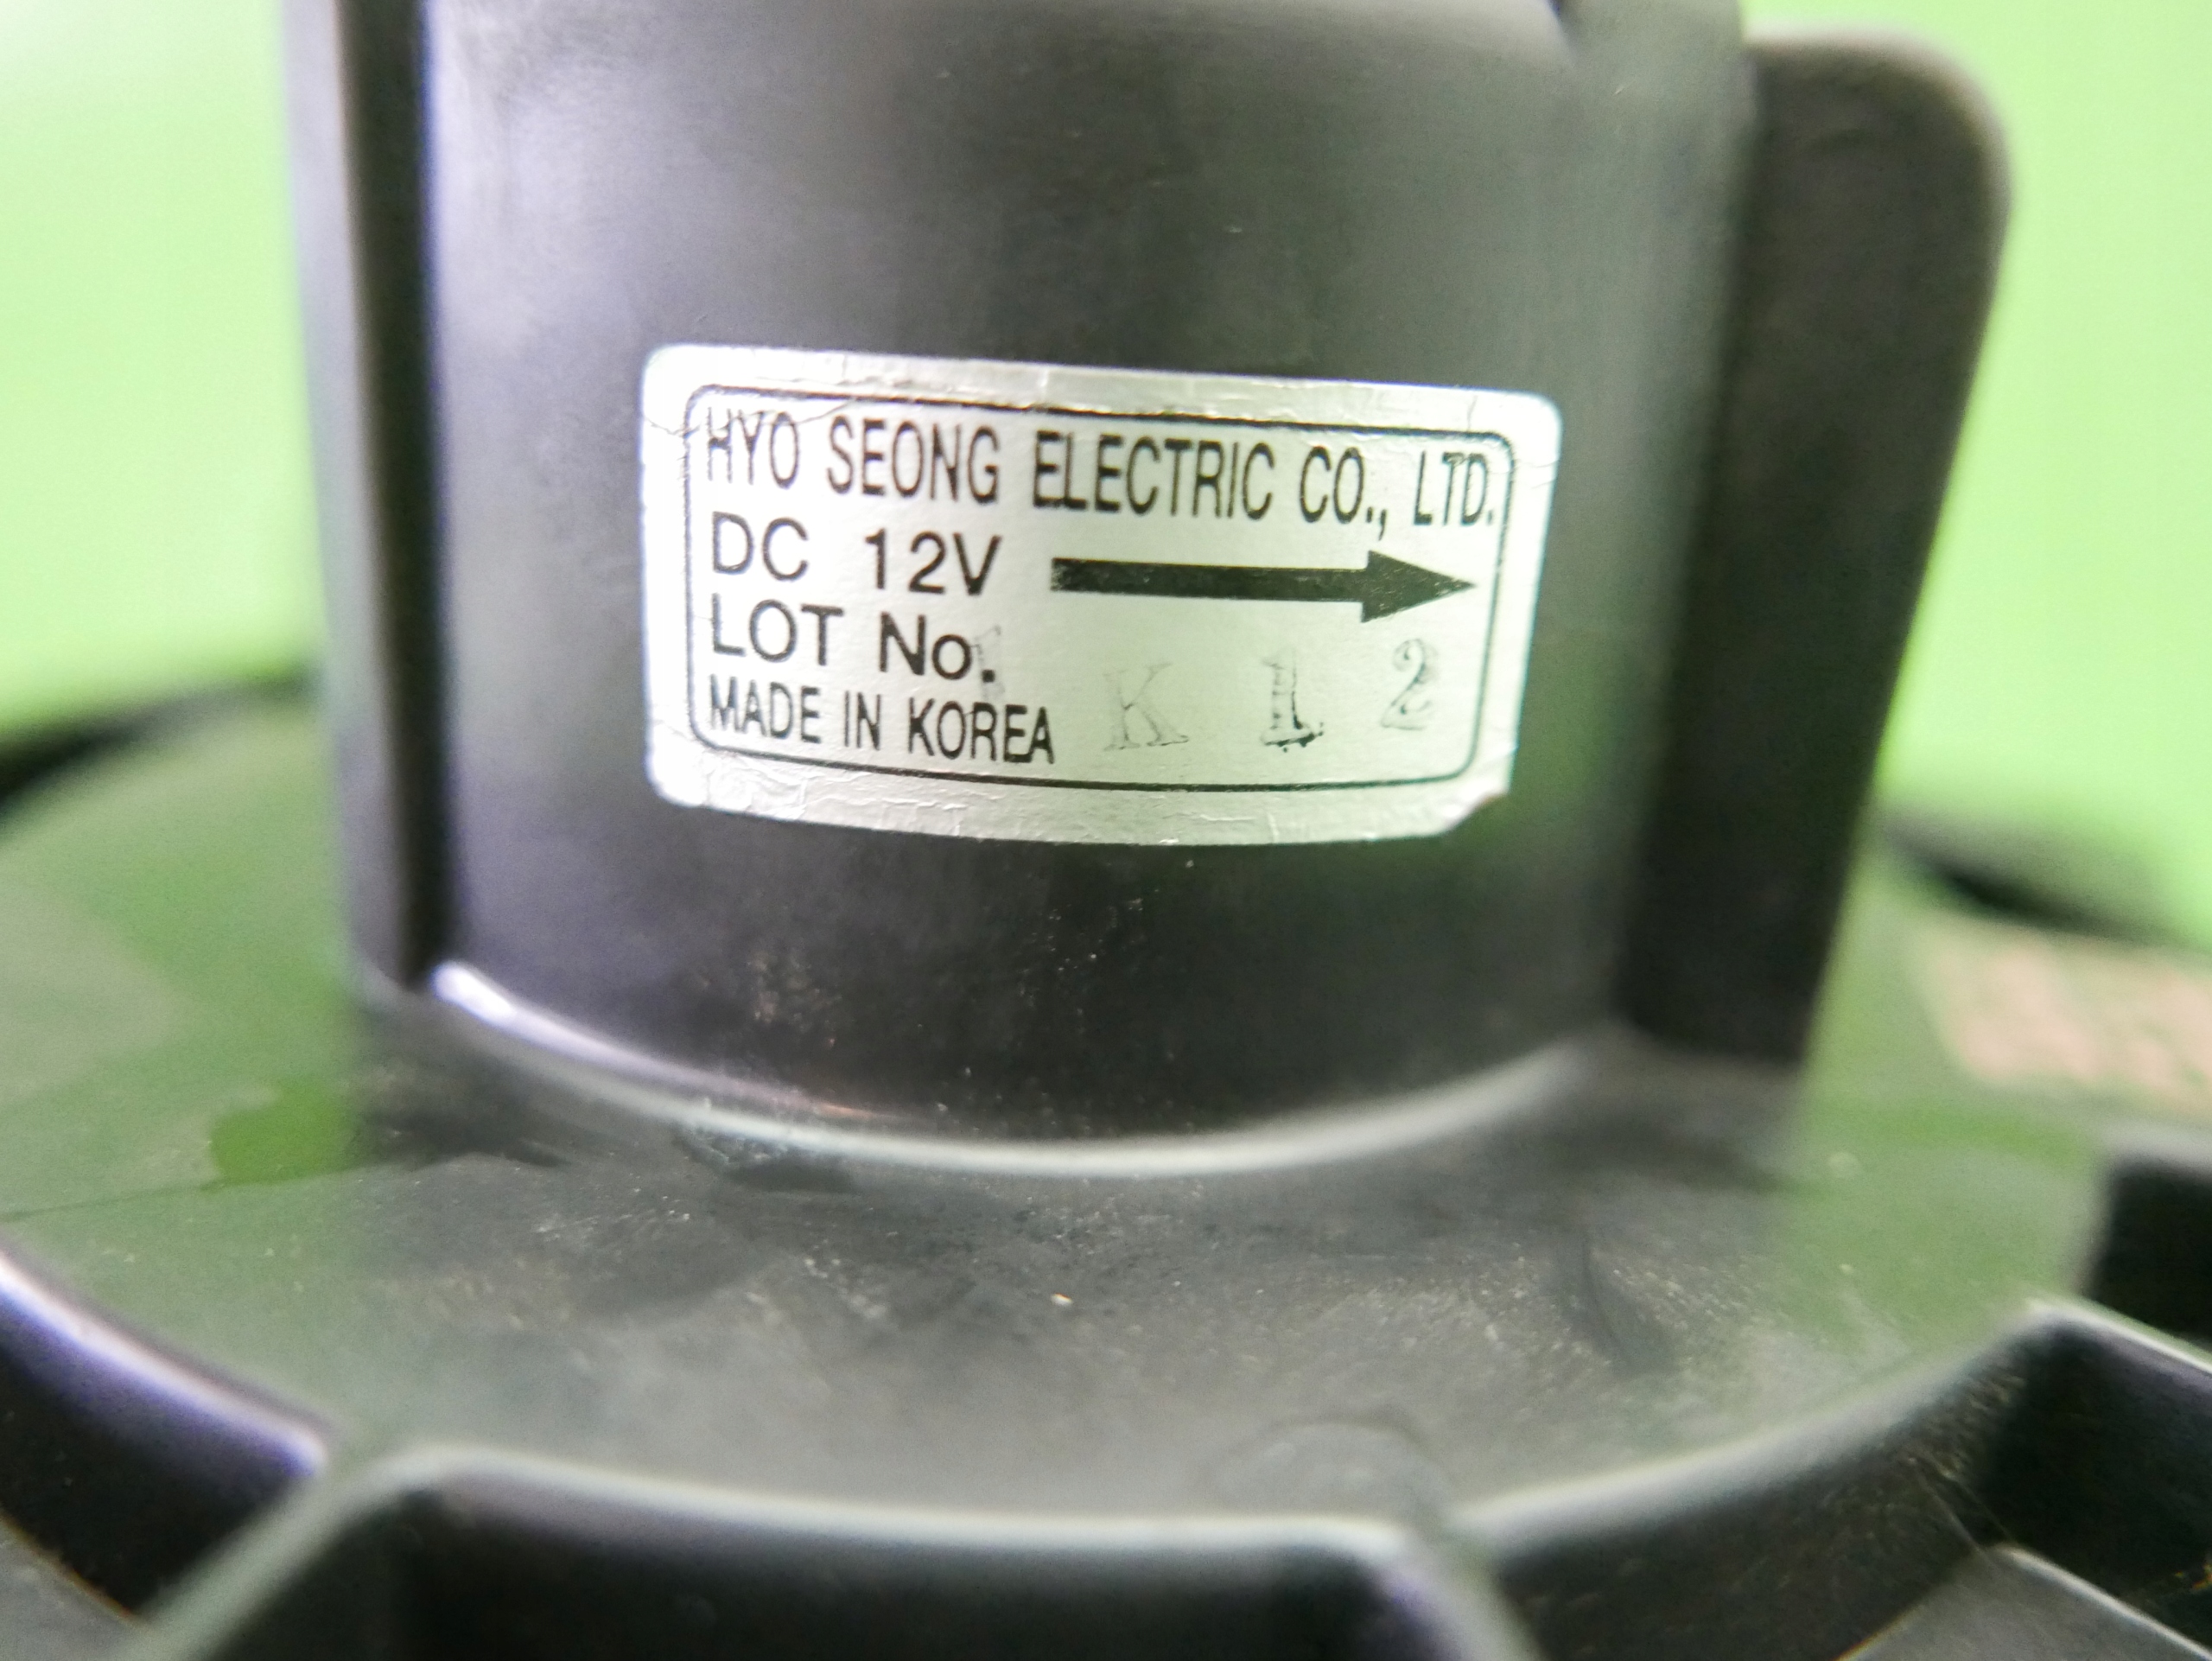 HYO SEONG ELECTRIC CO., LTD.
DC 12V
LOT No. K 1 2
MADE IN KOREA